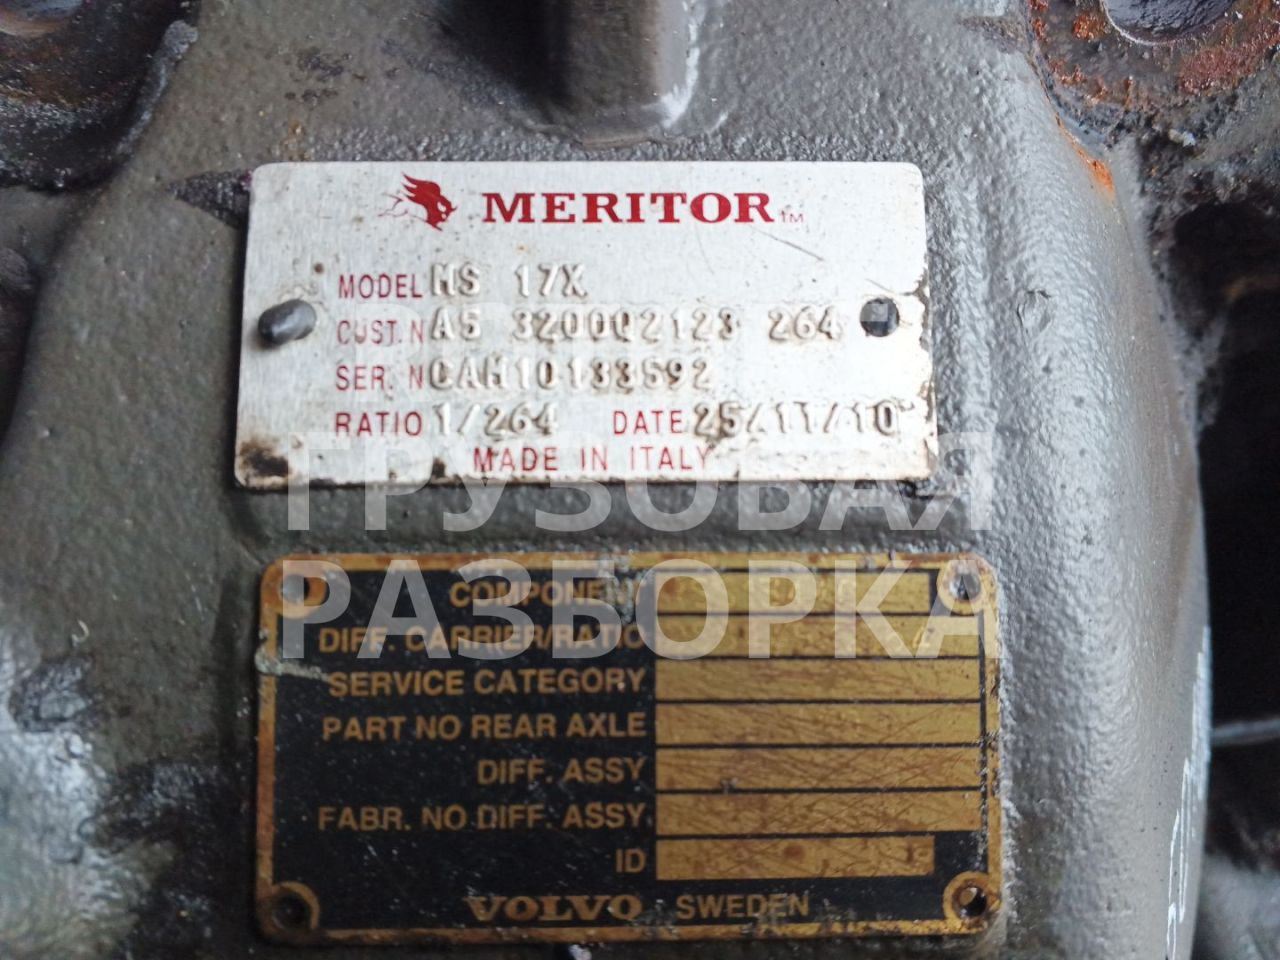 MERITOR™
MODEL MS 17X
CUST.N A5 3200Q2123 264
SER. N CAM10133592
RATIO 1/264 DATE 25/11/10
MADE IN ITALY
ГРУЗОВАЯ
РАЗБОРКА
COMPONENT
DIFF. CARRIER/RATIO
SERVICE CATEGORY
PART NO REAR AXLE
DIFF. ASSY
FABR. NO DIFF. ASSY
ID
VOLVO SWEDEN